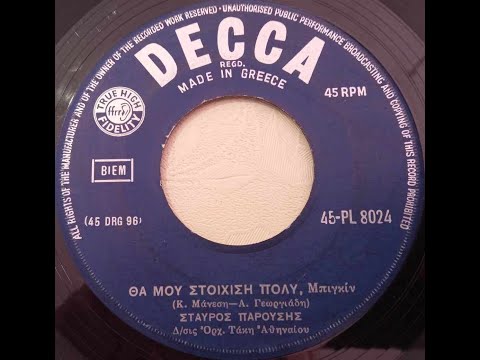 ALL RIGHTS OF THE MANUFACTURER AND OF THE OWNER OF THE RECORDED WORK RESERVED · UNAUTHORISED PUBLIC PERFORMANCE BROADCASTING AND COPYING OF THIS RECORD PROHIBITED
DECCA
REGD.
MADE IN GREECE
TRUE HIGH
ffrr
FIDELITY
45 RPM
BIEM
(45 DRG 96)
45-PL 8024
ΘΑ ΜΟΥ ΣΤΟΙΧΙΣΗ ΠΟΛΥ, Μπιγκίν
(Κ. Μάνεση—Λ. Γεωργιάδη)
ΣΤΑΥΡΟΣ ΠΑΡΟΥΣΗΣ
Δ/σις Ὀρχ. Τάκη Ἀθηναίου